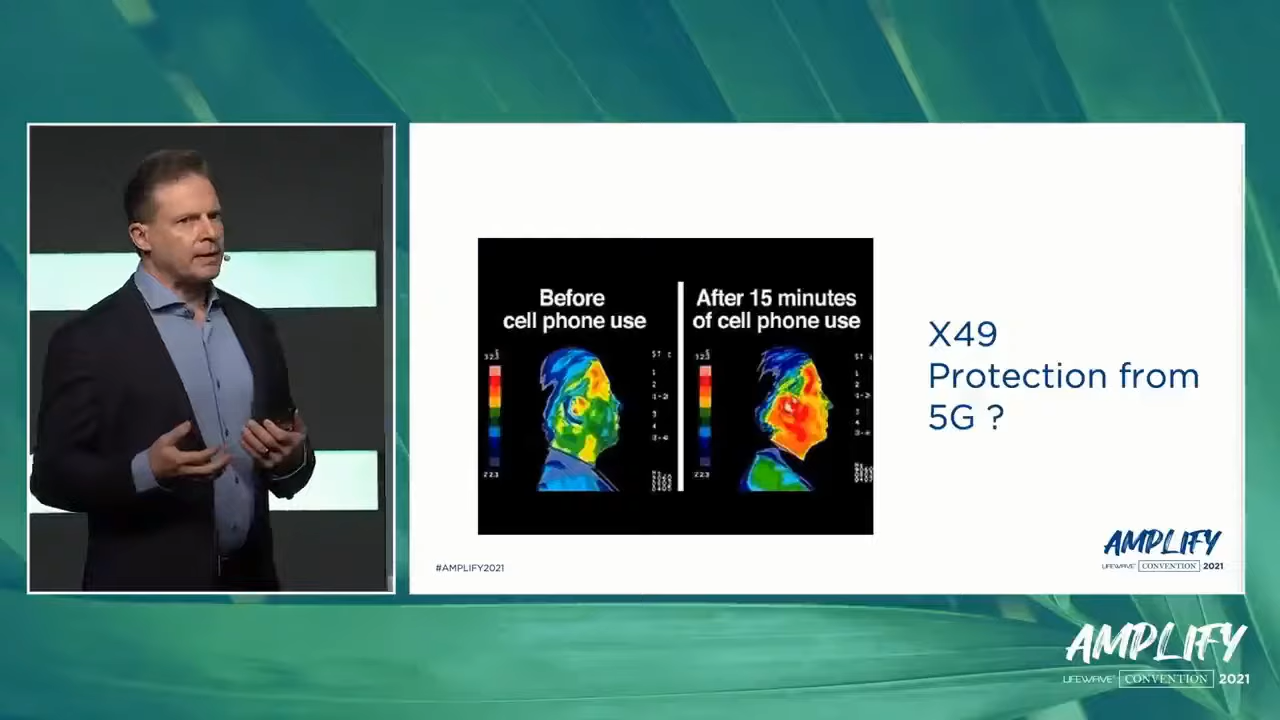 Before
cell phone use
After 15 minutes
of cell phone use
X49
Protection from
5G ?
#AMPLIFY2021
AMPLIFY
LIFEWAVE CONVENTION 2021
AMPLIFY
LIFEWAVE CONVENTION 2021